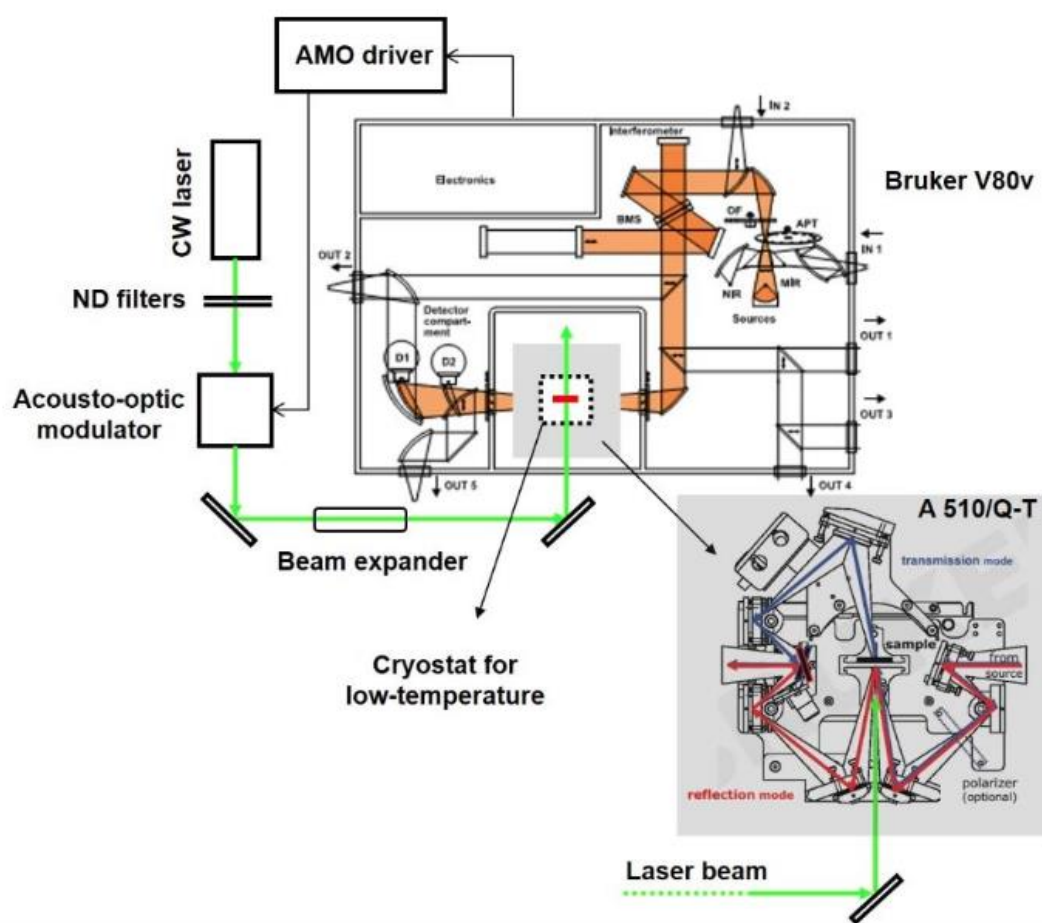 AMO driver
IN 2
Interferometer
CW laser
Electronics
Bruker V80v
OF
BMS
APT
IN 1
OUT 2
NIR
MIR
ND filters
Detector
compart-
ment
Sources
OUT 1
D1
D2
Acousto-optic
modulator
OUT 3
OUT 5
OUT 4
A 510/Q-T
Beam expander
transmission mode
sample
from
source
Cryostat for
low-temperature
polarizer
(optional)
reflection mode
Laser beam